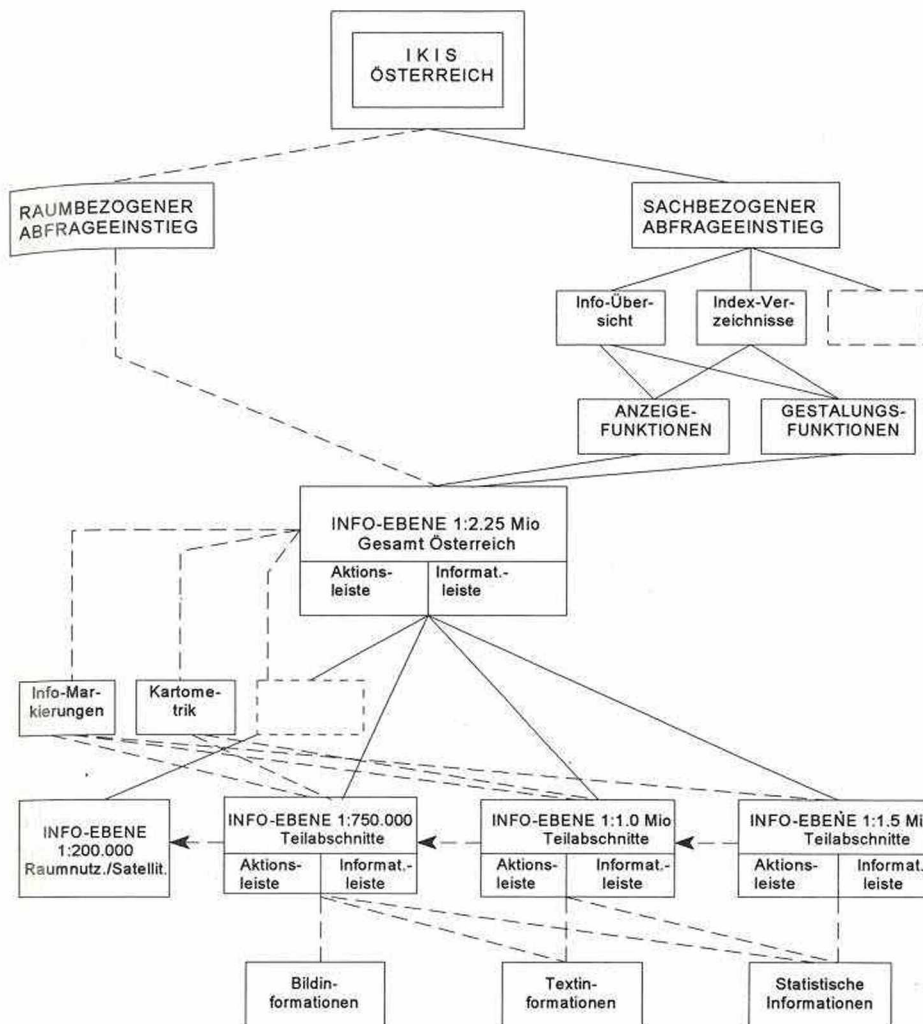 IKIS
ÖSTERREICH
RAUMBEZOGENER
ABFRAGEEINSTIEG
SACHBEZOGENER
ABFRAGEEINSTIEG
Info-Über-
sicht
Index-Ver-
zeichnisse
ANZEIGE-
FUNKTIONEN
GESTALUNGS-
FUNKTIONEN
INFO-EBENE 1:2.25 Mio
Gesamt Österreich
Aktions-
leiste
Informat.-
leiste
Info-Mar-
kierungen
Kartome-
trik
INFO-EBENE
1:200.000
Raumnutz./Satellit.
INFO-EBENE 1:750.000
Teilabschnitte
Aktions-
leiste
Informat.-
leiste
INFO-EBENE 1:1.0 Mio
Teilabschnitte
Aktions-
leiste
Informat.-
leiste
INFO-EBENE 1:1.5 Mi
Teilabschnitte
Aktions-
leiste
Informat.-
leiste
Bildin-
formationen
Textin-
formationen
Statistische
Informationen